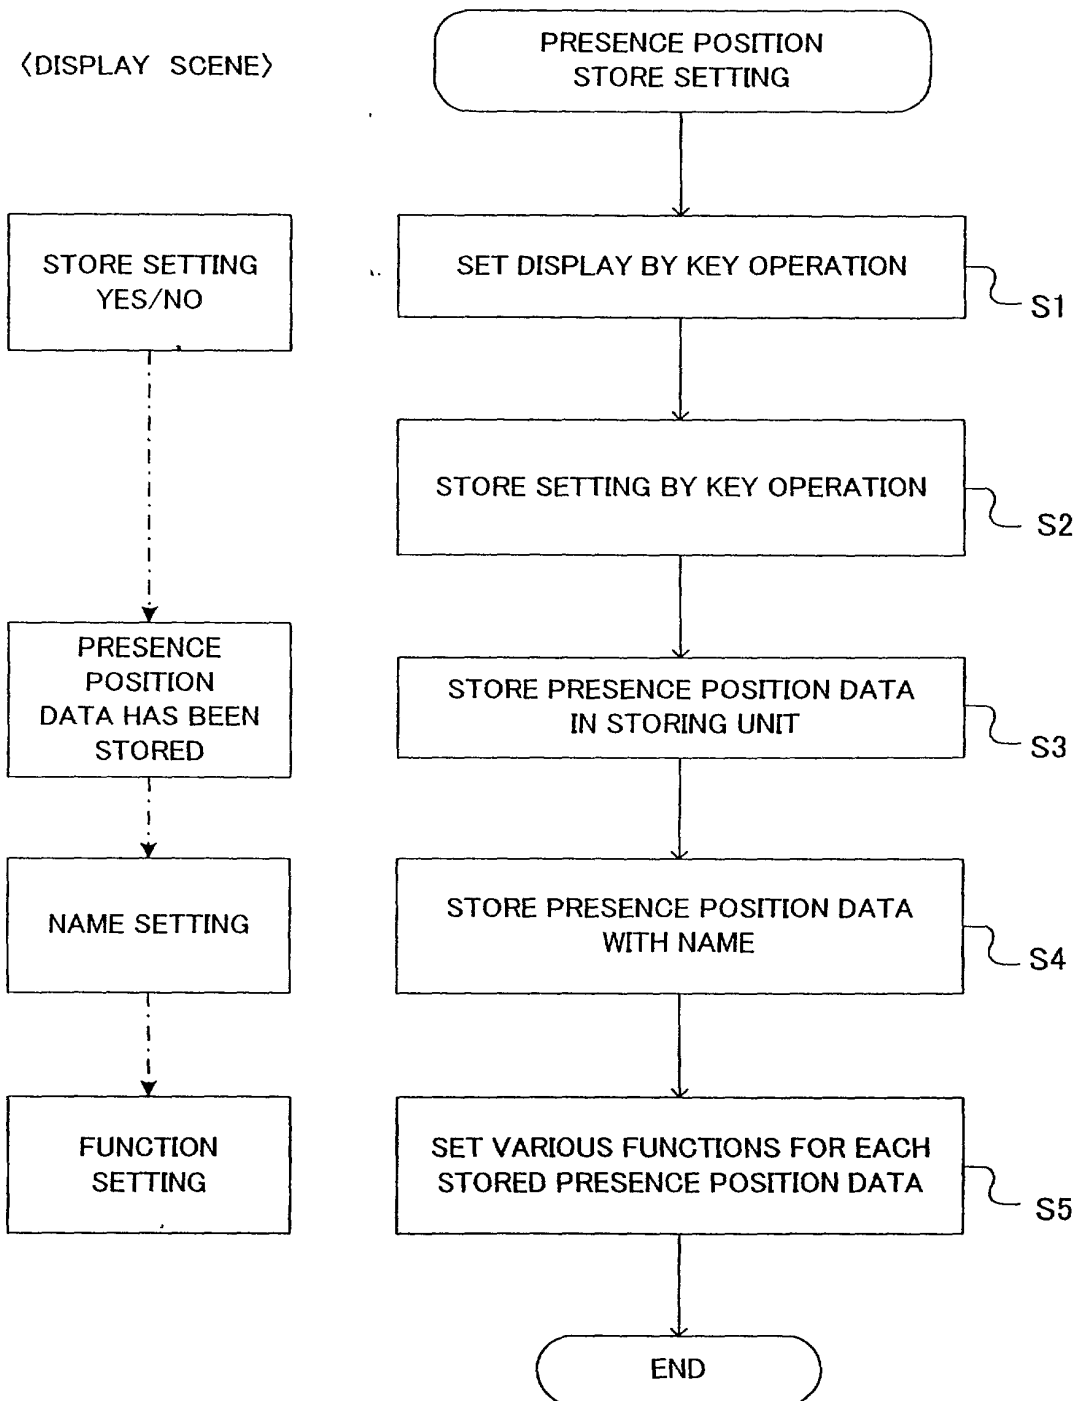 〈DISPLAY SCENE〉
PRESENCE POSITION
STORE SETTING
STORE SETTING
YES/NO
SET DISPLAY BY KEY OPERATION
S1
STORE SETTING BY KEY OPERATION
S2
PRESENCE
POSITION
DATA HAS BEEN
STORED
STORE PRESENCE POSITION DATA
IN STORING UNIT
S3
NAME SETTING
STORE PRESENCE POSITION DATA
WITH NAME
S4
FUNCTION
SETTING
SET VARIOUS FUNCTIONS FOR EACH
STORED PRESENCE POSITION DATA
S5
END